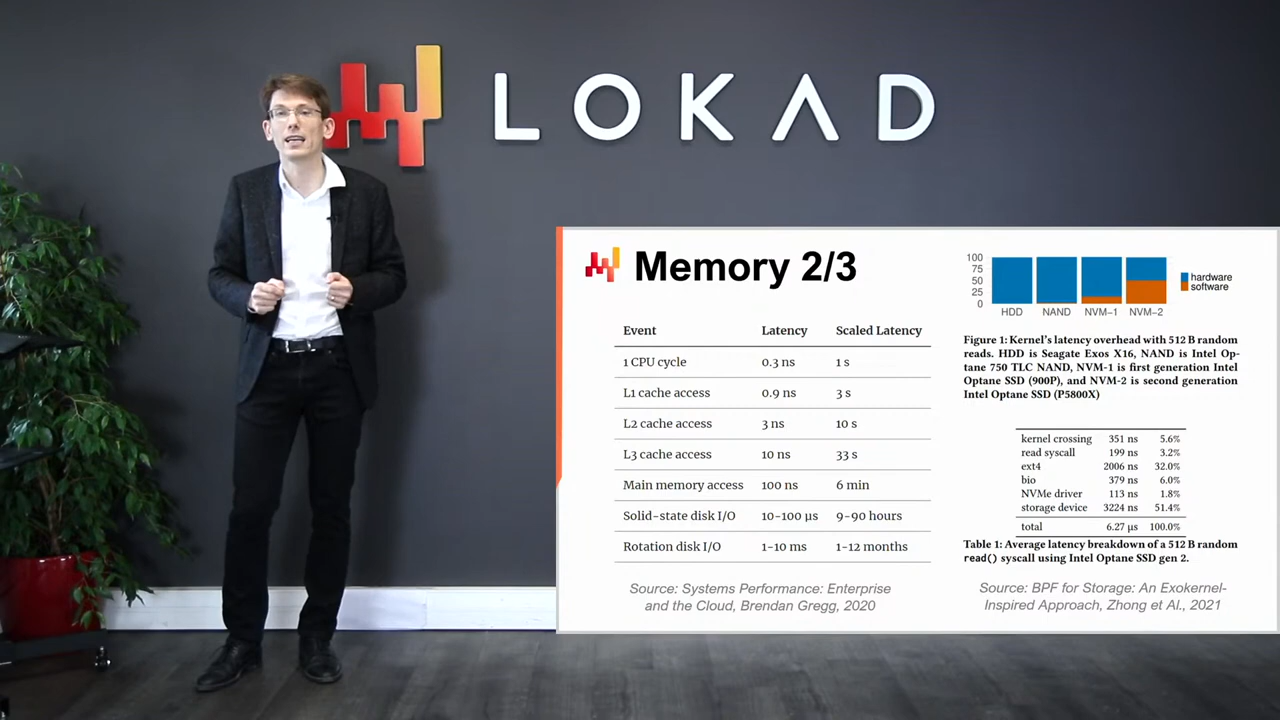 LOKAD
Memory 2/3
Event Latency Scaled Latency
1 CPU cycle 0.3 ns 1 s
L1 cache access 0.9 ns 3 s
L2 cache access 3 ns 10 s
L3 cache access 10 ns 33 s
Main memory access 100 ns 6 min
Solid-state disk I/O 10-100 μs 9-90 hours
Rotation disk I/O 1-10 ms 1-12 months
Source: Systems Performance: Enterprise
and the Cloud, Brendan Gregg, 2020
100
75
50
25
0
HDD NAND NVM-1 NVM-2
hardware
software
Figure 1: Kernel's latency overhead with 512 B random
reads. HDD is Seagate Exos X16, NAND is Intel Op-
tane 750 TLC NAND, NVM-1 is first generation Intel
Optane SSD (900P), and NVM-2 is second generation
Intel Optane SSD (P5800X)
kernel crossing 351 ns 5.6%
read syscall 199 ns 3.2%
ext4 2006 ns 32.0%
bio 379 ns 6.0%
NVMe driver 113 ns 1.8%
storage device 3224 ns 51.4%
total 6.27 μs 100.0%
Table 1: Average latency breakdown of a 512 B random
read() syscall using Intel Optane SSD gen 2.
Source: BPF for Storage: An Exokernel-
Inspired Approach, Zhong et Al., 2021